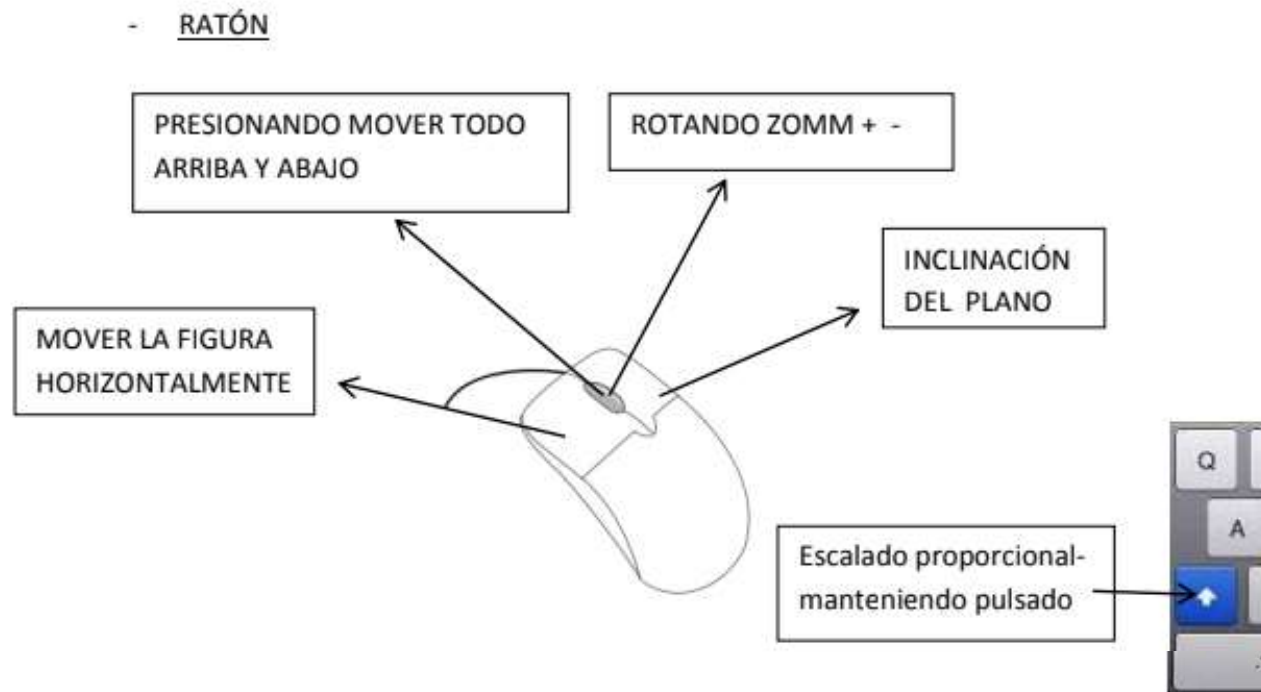 - RATÓN
PRESIONANDO MOVER TODO
ARRIBA Y ABAJO
ROTANDO ZOMM + -
INCLINACIÓN
DEL PLANO
MOVER LA FIGURA
HORIZONTALMENTE
Q
A
Escalado proporcional-
manteniendo pulsado